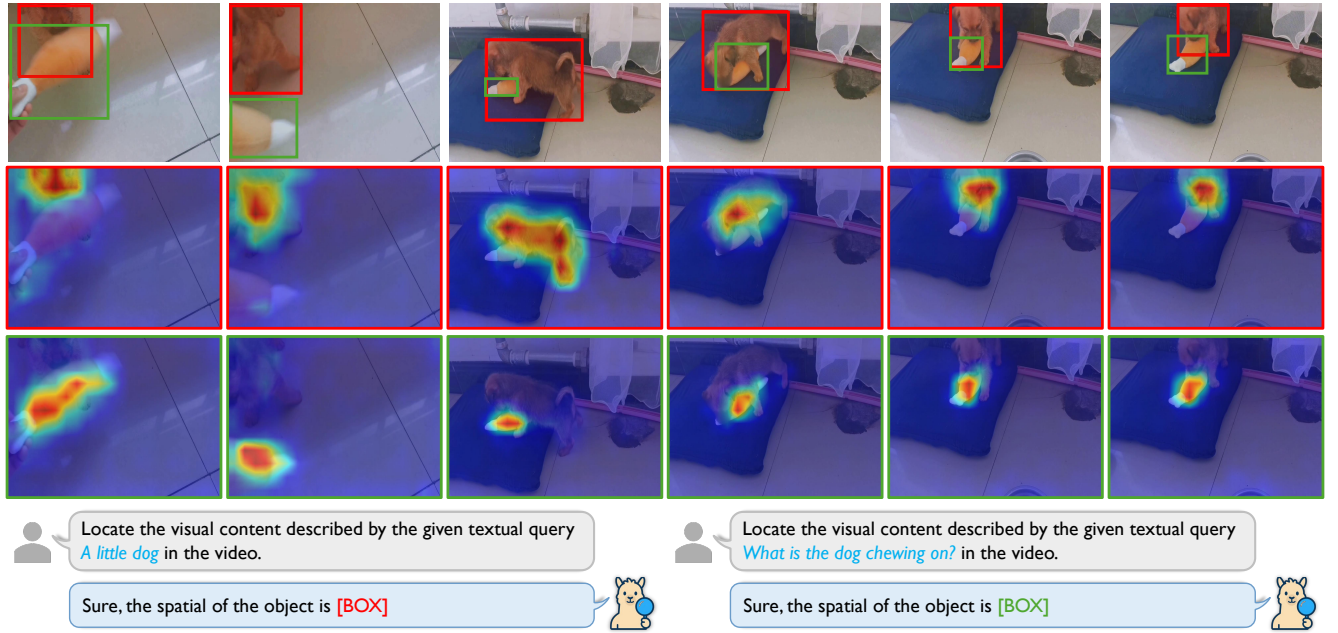 Locate the visual content described by the given textual query
A little dog in the video.
Sure, the spatial of the object is [BOX]
Locate the visual content described by the given textual query
What is the dog chewing on? in the video.
Sure, the spatial of the object is [BOX]